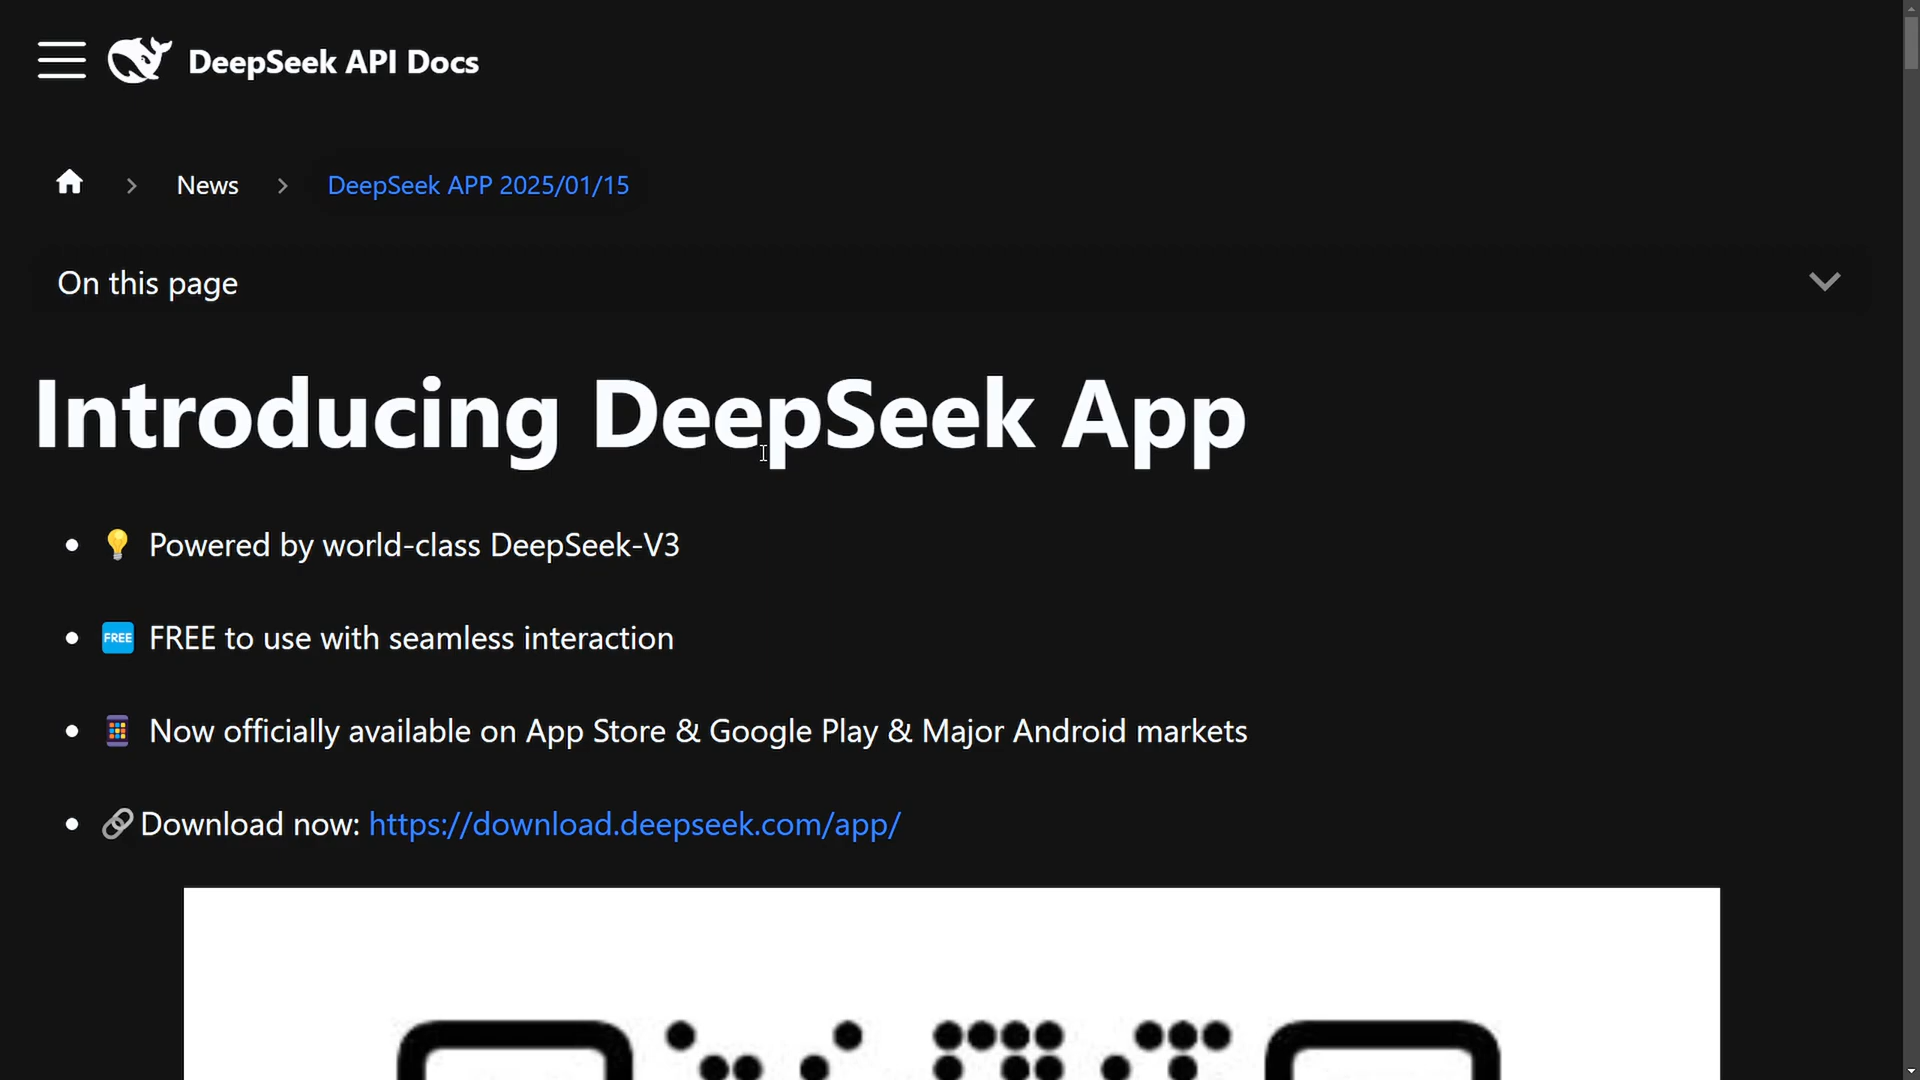 DeepSeek API Docs
News
DeepSeek APP 2025/01/15
On this page
Introducing DeepSeek App
💡 Powered by world-class DeepSeek-V3
🆓 FREE to use with seamless interaction
📱 Now officially available on App Store & Google Play & Major Android markets
🔗Download now: https://download.deepseek.com/app/